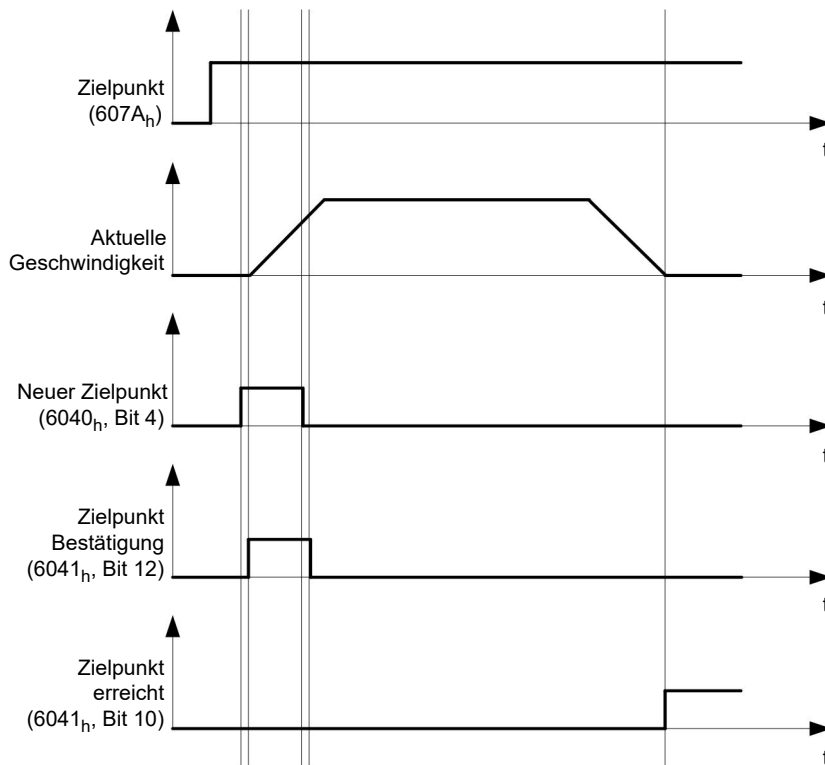 Zielpunkt
(607Aₕ)
t
Aktuelle
Geschwindigkeit
t
Neuer Zielpunkt
(6040ₕ, Bit 4)
t
Zielpunkt
Bestätigung
(6041ₕ, Bit 12)
t
Zielpunkt
erreicht
(6041ₕ, Bit 10)
t